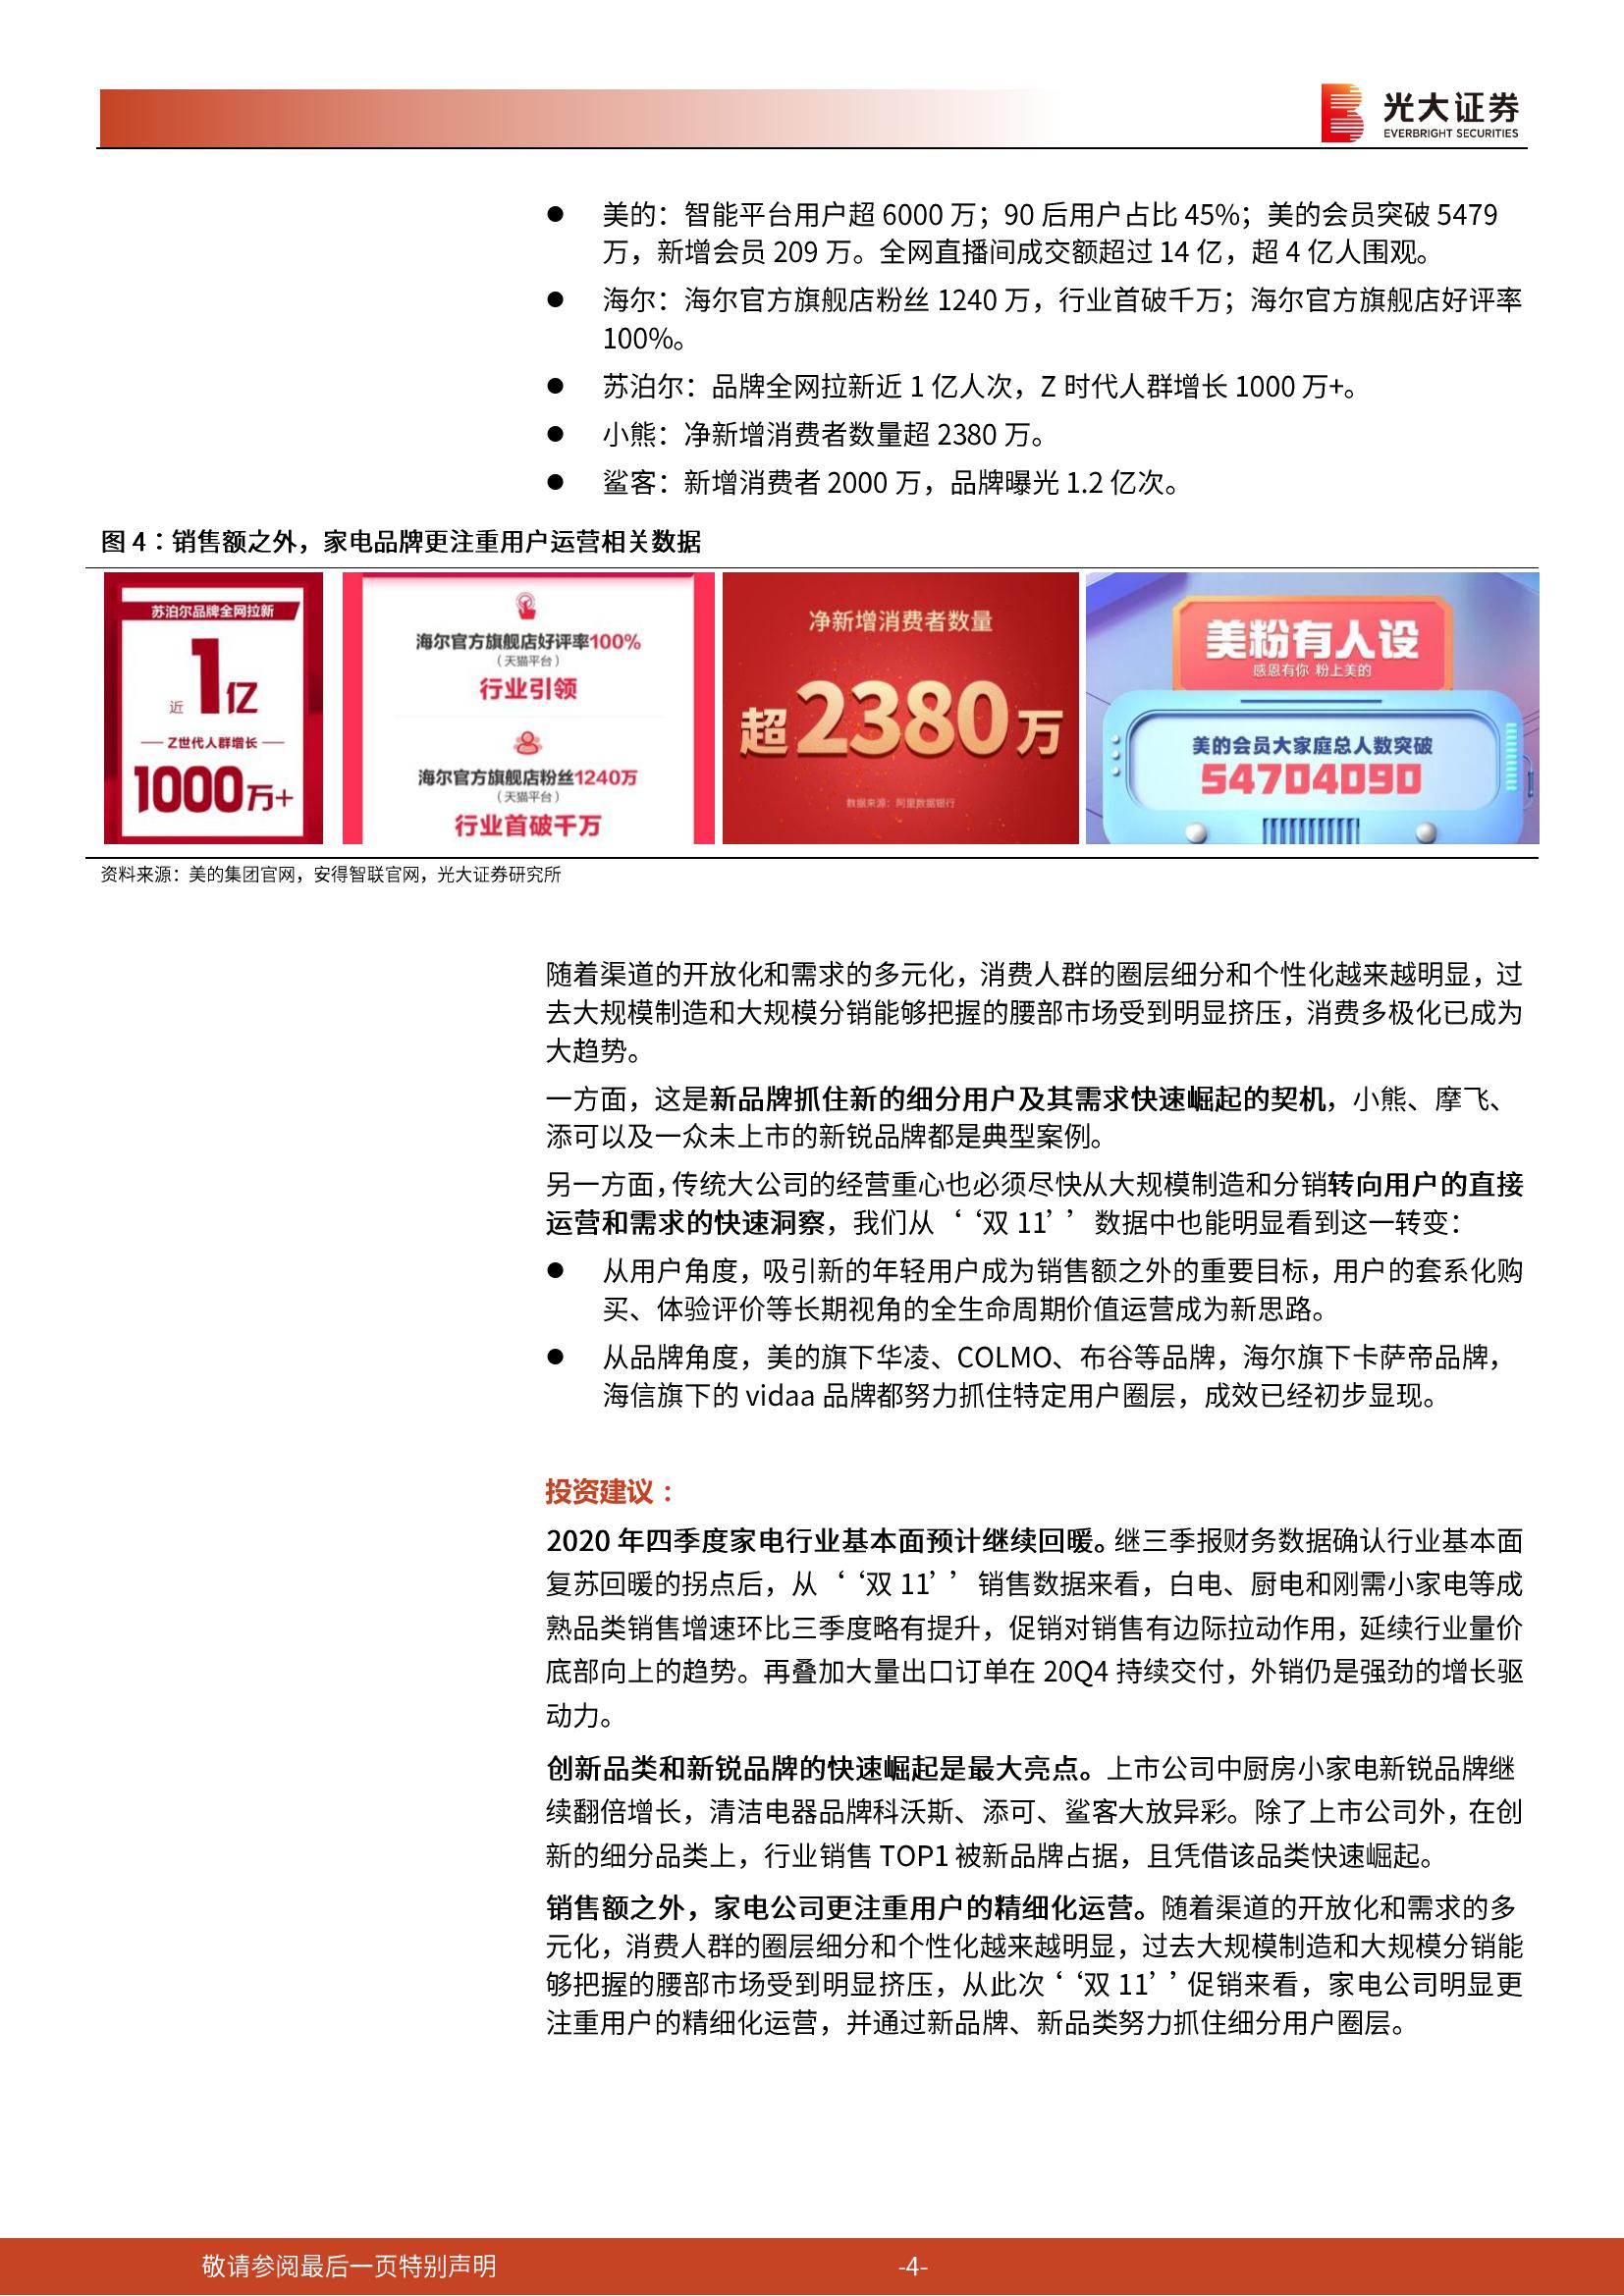 光大证券
EVERBRIGHT SECURITIES
● 美的：智能平台用户超 6000 万；90 后用户占比 45%；美的会员突破 5479
万，新增会员 209 万。全网直播间成交额超过 14 亿，超 4 亿人围观。
● 海尔：海尔官方旗舰店粉丝 1240 万，行业首破千万；海尔官方旗舰店好评率
100%。
● 苏泊尔：品牌全网拉新近 1 亿人次，Z 时代人群增长 1000 万+。
● 小熊：净新增消费者数量超 2380 万。
● 鲨客：新增消费者 2000 万，品牌曝光 1.2 亿次。
图 4：销售额之外，家电品牌更注重用户运营相关数据
苏泊尔品牌全网拉新
近1亿
Z世代人群增长
1000万+
海尔官方旗舰店好评率100%
（天猫平台）
行业引领
海尔官方旗舰店粉丝1240万
（天猫平台）
行业首破千万
净新增消费者数量
超2380万
数据来源：阿里数据银行
美粉有人设
感恩有你 粉上美的
美的会员大家庭总人数突破
54704090
资料来源：美的集团官网，安得智联官网，光大证券研究所
随着渠道的开放化和需求的多元化，消费人群的圈层细分和个性化越来越明显，过
去大规模制造和大规模分销能够把握的腰部市场受到明显挤压，消费多极化已成为
大趋势。
一方面，这是新品牌抓住新的细分用户及其需求快速崛起的契机，小熊、摩飞、
添可以及一众未上市的新锐品牌都是典型案例。
另一方面，传统大公司的经营重心也必须尽快从大规模制造和分销转向用户的直接
运营和需求的快速洞察，我们从‘‘双 11’’数据中也能明显看到这一转变：
● 从用户角度，吸引新的年轻用户成为销售额之外的重要目标，用户的套系化购
买、体验评价等长期视角的全生命周期价值运营成为新思路。
● 从品牌角度，美的旗下华凌、COLMO、布谷等品牌，海尔旗下卡萨帝品牌，
海信旗下的 vidaa 品牌都努力抓住特定用户圈层，成效已经初步显现。
投资建议：
2020 年四季度家电行业基本面预计继续回暖。继三季报财务数据确认行业基本面
复苏回暖的拐点后，从‘‘双 11’’销售数据来看，白电、厨电和刚需小家电等成
熟品类销售增速环比三季度略有提升，促销对销售有边际拉动作用，延续行业量价
底部向上的趋势。再叠加大量出口订单在 20Q4 持续交付，外销仍是强劲的增长驱
动力。
创新品类和新锐品牌的快速崛起是最大亮点。上市公司中厨房小家电新锐品牌继
续翻倍增长，清洁电器品牌科沃斯、添可、鲨客大放异彩。除了上市公司外，在创
新的细分品类上，行业销售 TOP1 被新品牌占据，且凭借该品类快速崛起。
销售额之外，家电公司更注重用户的精细化运营。随着渠道的开放化和需求的多
元化，消费人群的圈层细分和个性化越来越明显，过去大规模制造和大规模分销能
够把握的腰部市场受到明显挤压，从此次‘‘双 11’’促销来看，家电公司明显更
注重用户的精细化运营，并通过新品牌、新品类努力抓住细分用户圈层。
敬请参阅最后一页特别声明
-4-